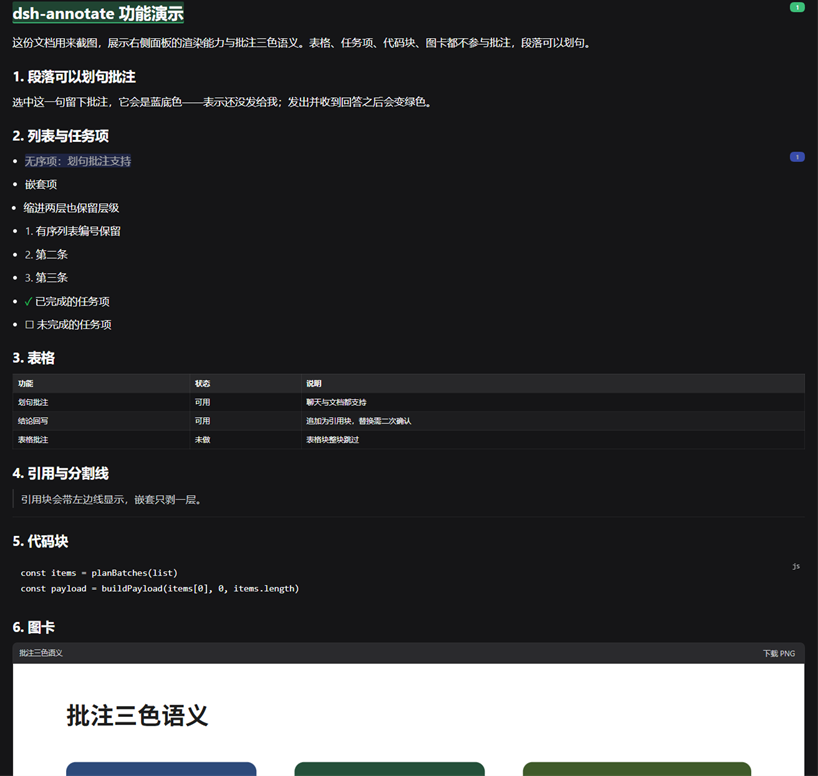 dsh-annotate 功能演示
1
这份文档用来截图，展示右侧面板的渲染能力与批注三色语义。表格、任务项、代码块、图卡都不参与批注，段落可以划句。
1. 段落可以划句批注
选中这一句留下批注，它会是蓝底色——表示还没发给我；发出并收到回答之后会变绿色。
2. 列表与任务项
• 无序项：划句批注支持
1
• 嵌套项
• 缩进两层也保留层级
• 1. 有序列表编号保留
• 2. 第二条
• 3. 第三条
• ✓ 已完成的任务项
• ☐ 未完成的任务项
3. 表格
功能 状态 说明
划句批注 可用 聊天与文档都支持
结论回写 可用 追加为引用块，替换需二次确认
表格批注 未做 表格块整块跳过
4. 引用与分割线
引用块会带左边线显示，嵌套只剥一层。
5. 代码块
js
const items = planBatches(list)
const payload = buildPayload(items[0], 0, items.length)
6. 图卡
批注三色语义 下载 PNG
批注三色语义